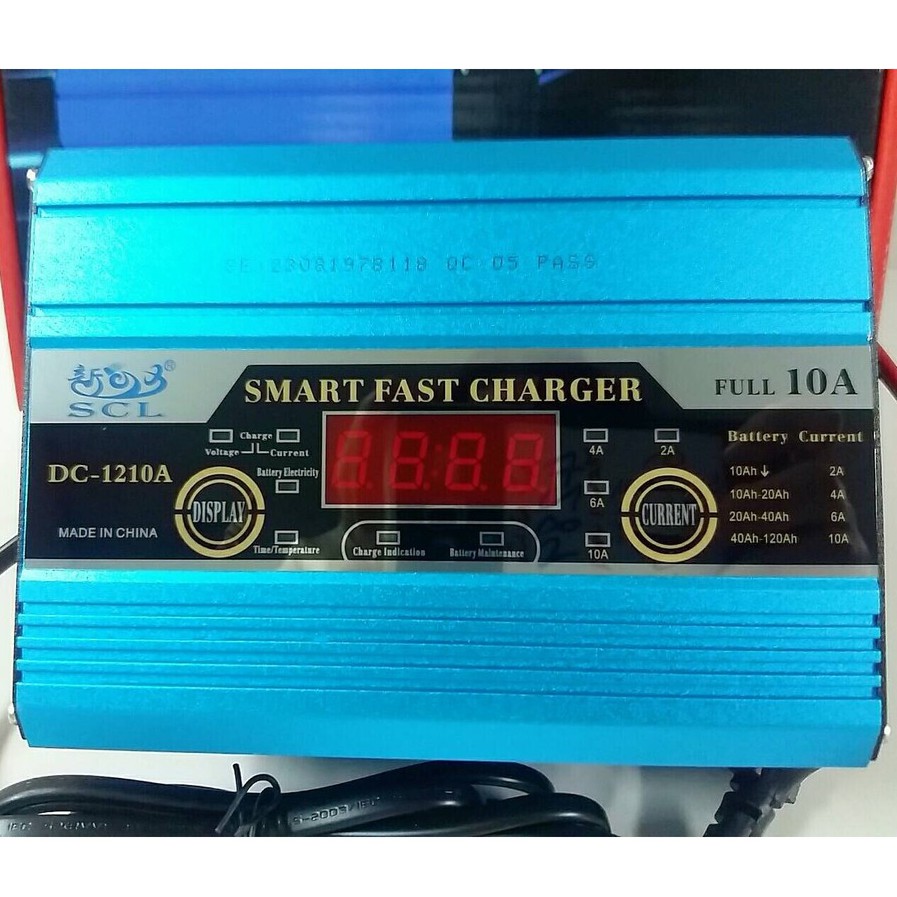 SE 23081978118 QC 05 PASS
新
®
SCL
SMART FAST CHARGER
FULL 10A
DC-1210A
MADE IN CHINA
Charge
Voltage
Current
Battery Electricity
DISPLAY
Time/Temperature
Charge Indication
Battery Maintenance
4A
2A
6A
10A
CURRENT
Battery Current
10Ah↓ 2A
10Ah-20Ah 4A
20Ah-40Ah 6A
40Ah-120Ah 10A